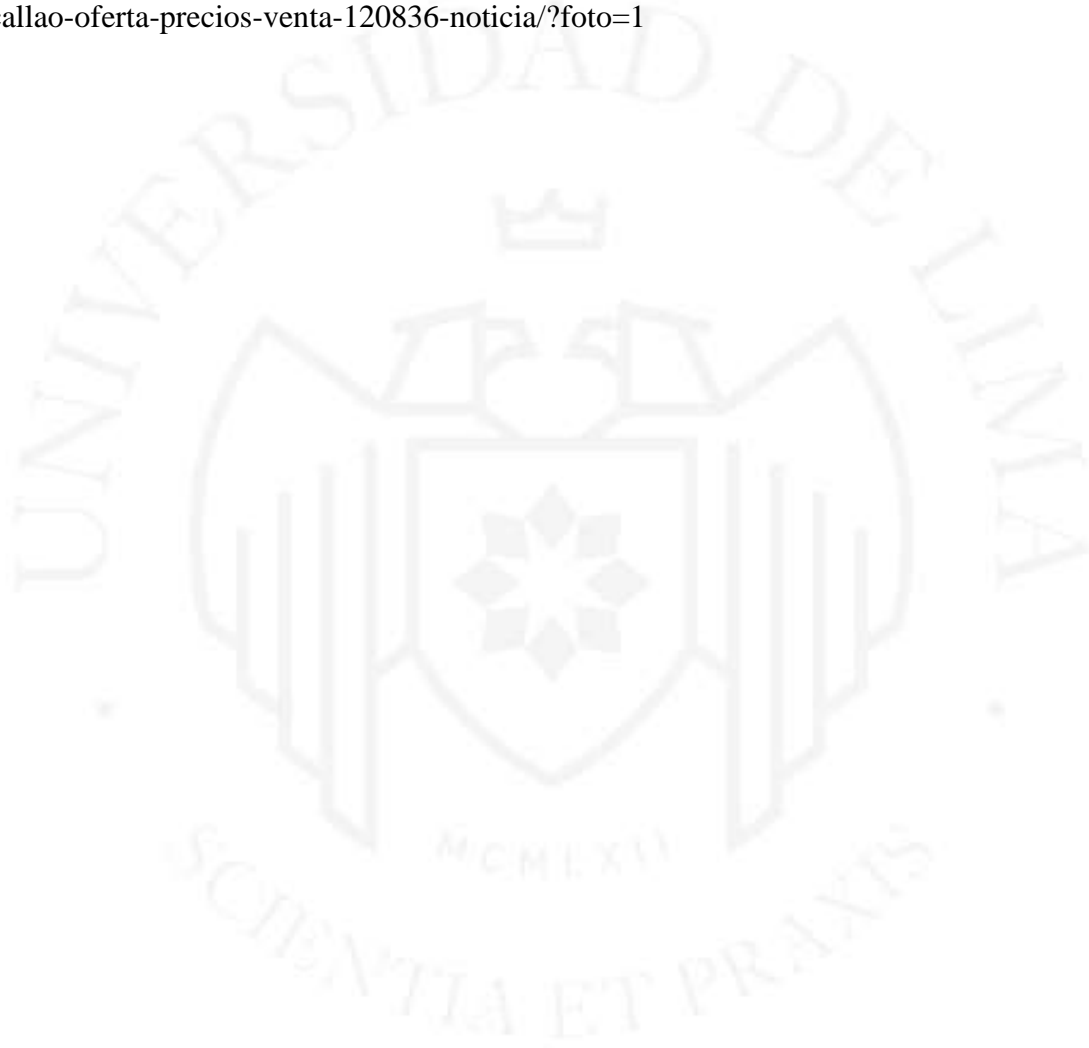 allao-oferta-precios-venta-120836-noticia/?foto=1
UNIVERSIDAD DE LIMA
MCMLXII
SCIENTIA ET PRAXIS